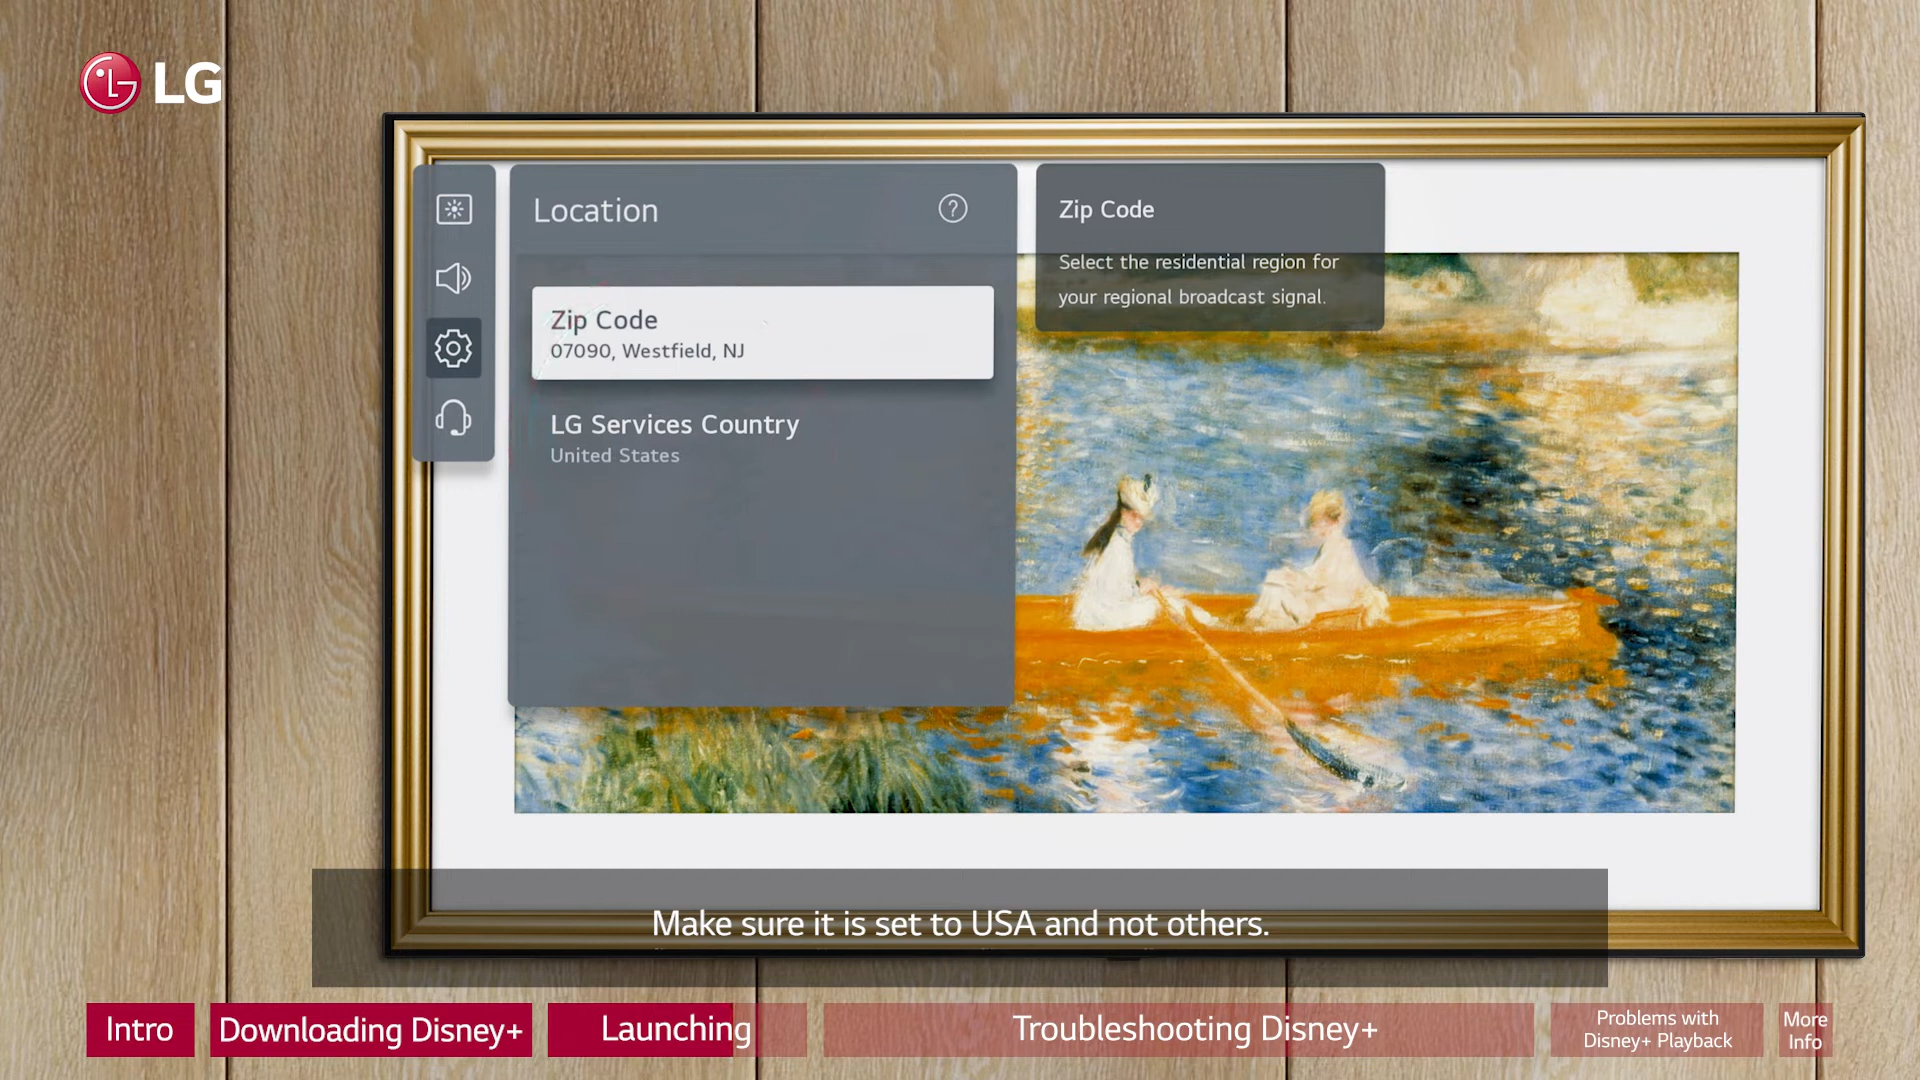 LG
Location
?
Zip Code
Select the residential region for
your regional broadcast signal.
Zip Code
07090, Westfield, NJ
LG Services Country
United States
Make sure it is set to USA and not others.
Intro
Downloading Disney+
Launching
Troubleshooting Disney+
Problems with
Disney+ Playback
More
Info